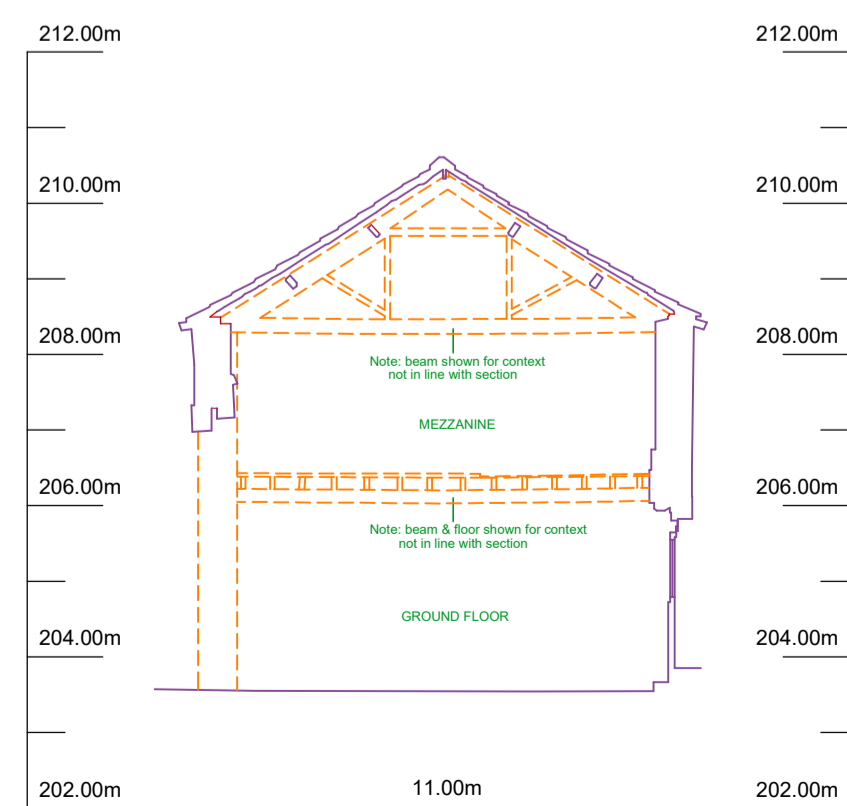 212.00m 212.00m
210.00m 210.00m
208.00m 208.00m
Note: beam shown for context
not in line with section
MEZZANINE
206.00m 206.00m
Note: beam & floor shown for context
not in line with section
GROUND FLOOR
204.00m 204.00m
202.00m 11.00m 202.00m